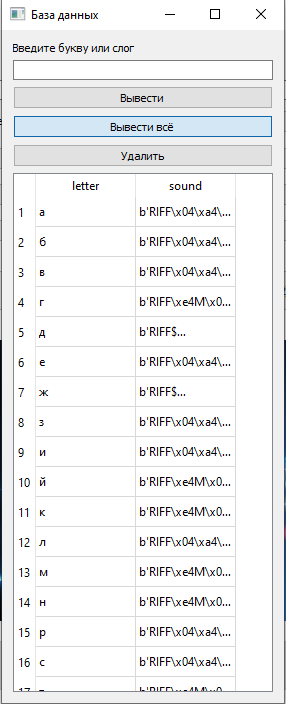 База данных
Введите букву или слог
Вывести
Вывести всё
Удалить
letter sound
1 а b'RIFF\x04\xa4\...
2 б b'RIFF\x04\xa4\...
3 в b'RIFF\x04\xa4\...
4 г b'RIFF\xe4M\x0...
5 д b'RIFF$...
6 е b'RIFF\x04\xa4\...
7 ж b'RIFF$...
8 з b'RIFF\x04\xa4\...
9 и b'RIFF\x04\xa4\...
10 й b'RIFF\xe4M\x0...
11 к b'RIFF\xe4M\x0...
12 л b'RIFF\x04\xa4\...
13 м b'RIFF\xe4M\x0...
14 н b'RIFF\xe4M\x0...
15 р b'RIFF\x04\xa4\...
16 с b'RIFF\x04\xa4\...
17 b'RIFF\xe4M\x0...